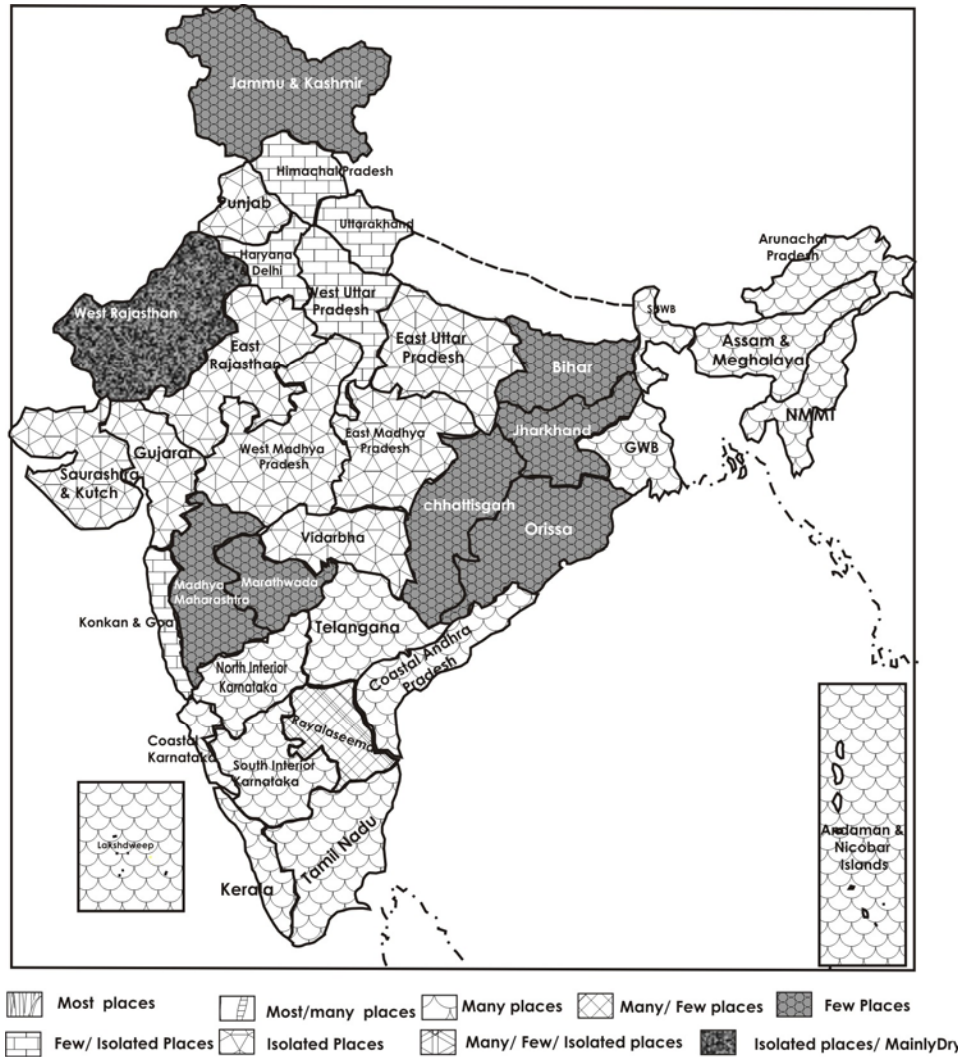 Jammu & Kashmir
Himachal Pradesh
Punjab
Uttarakhand
Haryana
& Delhi
West Uttar
Pradesh
Arunachal
Pradesh
West Rajasthan
East
Rajasthan
East Uttar
Pradesh
SHWB
Assam &
Meghalaya
Bihar
NMMT
Jharkhand
GWB
Gujarat
West Madhya
Pradesh
East Madhya
Pradesh
Saurashtra
& Kutch
chhattisgarh
Orissa
Vidarbha
Madhya
Maharashtra
Marathwada
Konkan & Goa
Telangana
Coastal Andhra
Pradesh
North Interior
Karnataka
Rayalaseema
Coastal
Karnataka
South Interior
Karnataka
Lakshdweep
Tamil Nadu
Kerala
Andaman &
Nicobar
Islands
Most places
Most/many places
Many places
Many/ Few places
Few Places
Few/ Isolated Places
Isolated Places
Many/ Few/ Isolated places
Isolated places/ MainlyDry